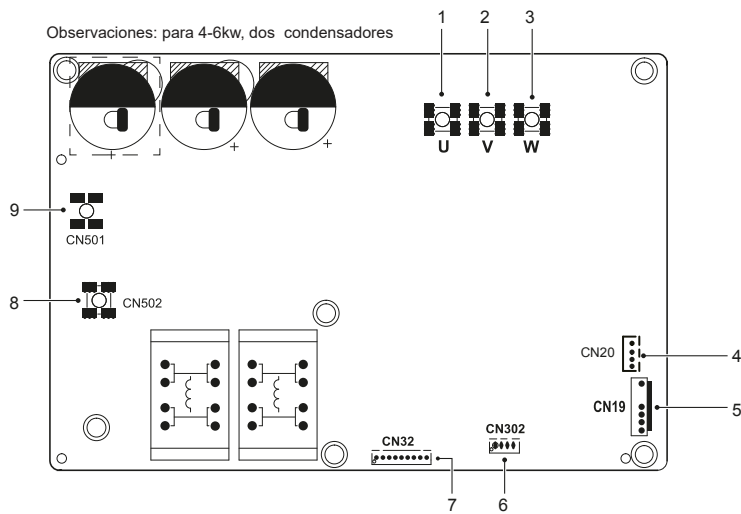 Observaciones: para 4-6kw, dos condensadores
1 2 3
U V W
9
CN501
8
CN502
CN20
4
CN19
5
CN302
CN32
7
6